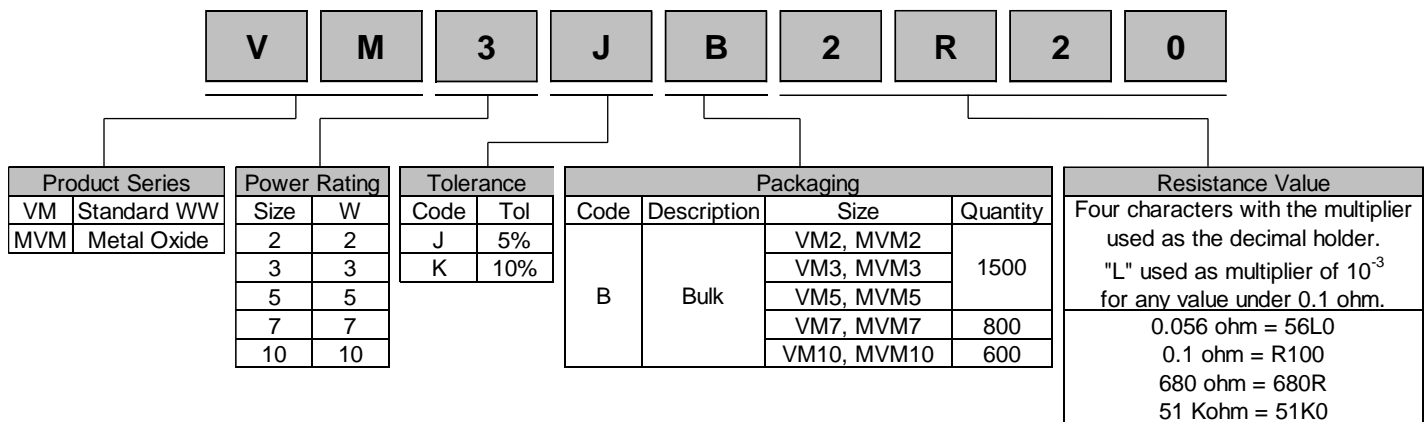 V M 3 J B 2 R 2 0
Product Series
VM Standard WW
MVM Metal Oxide
Power Rating
Size W
2 2
3 3
5 5
7 7
10 10
Tolerance
Code Tol
J 5%
K 10%
Packaging
Code Description Size Quantity
B Bulk
VM2, MVM2
VM3, MVM3 1500
VM5, MVM5
VM7, MVM7 800
VM10, MVM10 600
Resistance Value
Four characters with the multiplier
used as the decimal holder.
"L" used as multiplier of 10⁻³
for any value under 0.1 ohm.
0.056 ohm = 56L0
0.1 ohm = R100
680 ohm = 680R
51 Kohm = 51K0